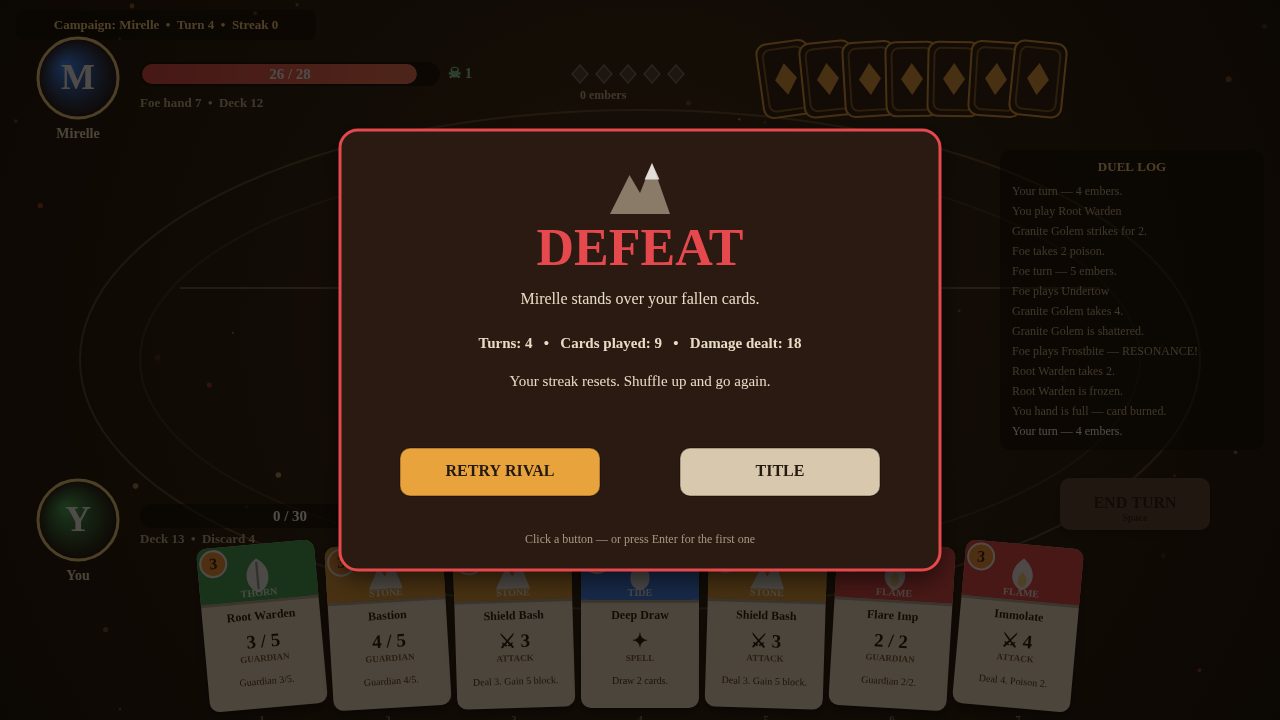 Campaign: Mirelle • Turn 4 • Streak 0
M
26 / 28
☠ 1
Foe hand 7 • Deck 12
0 embers
Mirelle
DUEL LOG
Your turn — 4 embers.
You play Root Warden
Granite Golem strikes for 2.
Foe takes 2 poison.
Foe turn — 5 embers.
Foe plays Undertow
Granite Golem takes 4.
Granite Golem is shattered.
Foe plays Frostbite — RESONANCE!
Root Warden takes 2.
Root Warden is frozen.
You hand is full — card burned.
Your turn — 4 embers.
DEFEAT
Mirelle stands over your fallen cards.
Turns: 4 • Cards played: 9 • Damage dealt: 18
Your streak resets. Shuffle up and go again.
RETRY RIVAL
TITLE
Click a button — or press Enter for the first one
END TURN
Space
Y
0 / 30
Deck 13 • Discard 4
You
3
THORN
Root Warden
3 / 5
GUARDIAN
Guardian 3/5.
1
STONE
Bastion
4 / 5
GUARDIAN
Guardian 4/5.
2
STONE
Shield Bash
⚔ 3
ATTACK
Deal 3. Gain 5 block.
3
TIDE
Deep Draw
✦
SPELL
Draw 2 cards.
4
STONE
Shield Bash
⚔ 3
ATTACK
Deal 3. Gain 5 block.
5
FLAME
Flare Imp
2 / 2
GUARDIAN
Guardian 2/2.
6
3
FLAME
Immolate
⚔ 4
ATTACK
Deal 4. Poison 2.
7